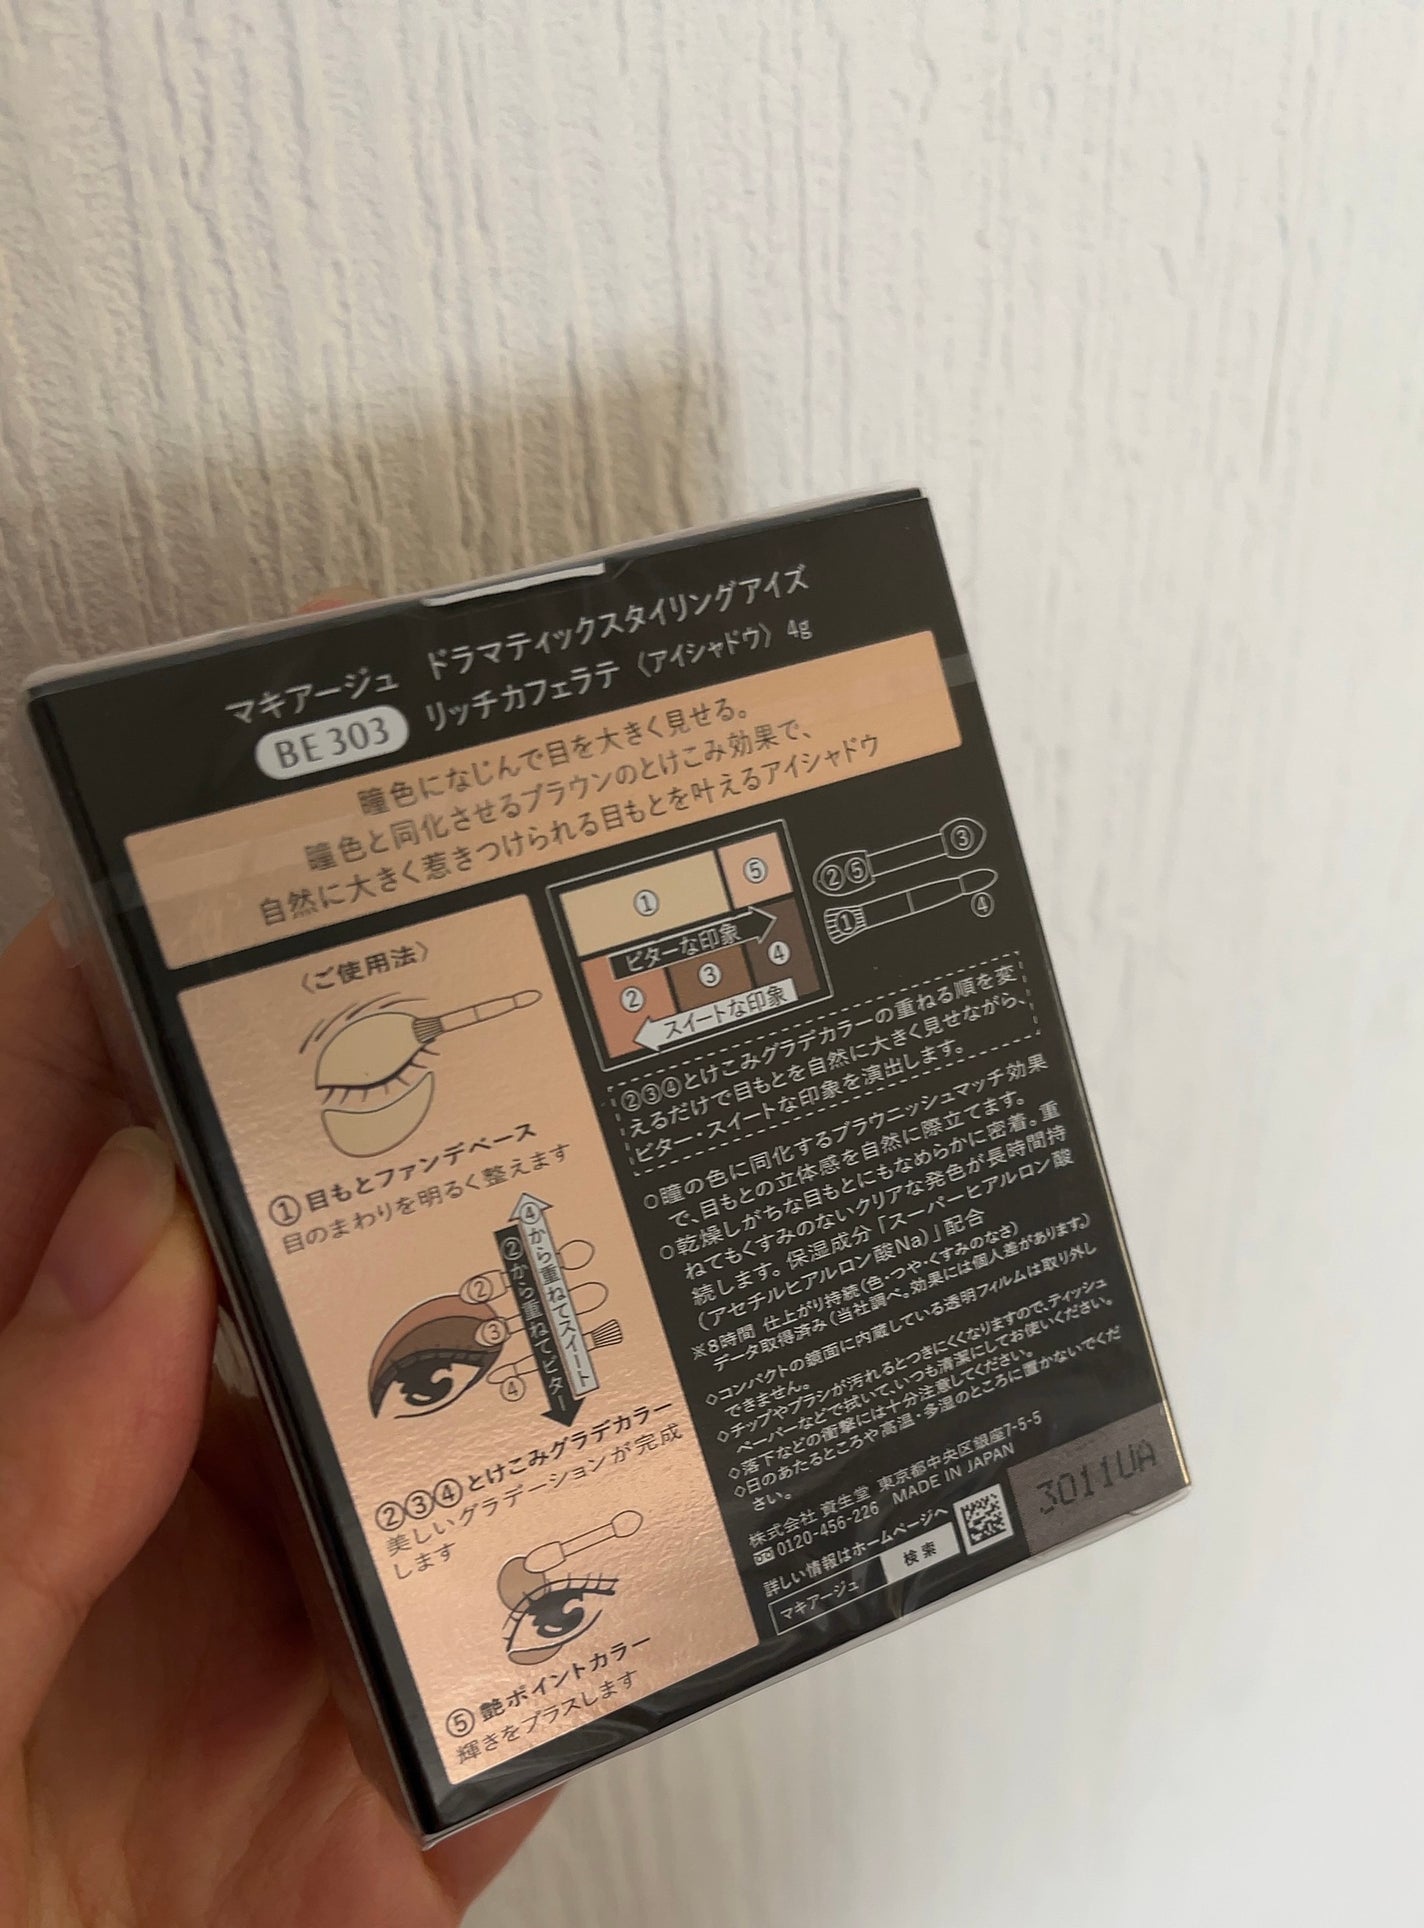 マキアージュ ドラマティックスタイリングアイズ
BE 303 リッチカフェラテ〈アイシャドウ〉4g
瞳色になじんで目を大きく見せる。
瞳色と同化させるブラウンのとけこみ効果で、
自然に大きく惹きつけられる目もとを叶えるアイシャドウ
〈ご使用法〉
①目もとファンデベース
目のまわりを明るく整えます
②
③
④
④から重ねてスイート
②から重ねてビター
②③④とけこみグラデカラー
美しいグラデーションが完成
します
⑤艶ポイントカラー
輝きをプラスします
①
⑤
ビターな印象
②
③
④
スイートな印象
②⑤
③
①
④
②③④とけこみグラデカラーの重ねる順を変
えるだけで目もとを自然に大きく見せながら、
ビター・スイートな印象を演出します。
○瞳の色に同化するブラウニッシュマッチ効果
で、目もとの立体感を自然に際立てます。
○乾燥しがちな目もとにもなめらかに密着。重
ねてもくすみのないクリアな発色が長時間持
続します。保湿成分「スーパーヒアルロン酸
(アセチルヒアルロン酸Na)」配合
※8時間 仕上がり持続(色・つや・くすみのなさ)
データ取得済み(当社調べ。効果には個人差があります。)
◇コンパクトの鏡面に内蔵している透明フィルムは取り外し
できません。
◇チップやブラシが汚れるとつきにくくなりますので、ティッシュ
ペーパーなどで拭いて、いつも清潔にしてお使いください。
◇落下などの衝撃には十分注意してください。
◇日のあたるところや高温・多湿のところに置かないでくだ
さい。
株式会社 資生堂 東京都中央区銀座7-5-5
0120-456-226 MADE IN JAPAN
詳しい情報はホームページへ
マキアージュ 検索
3011UA